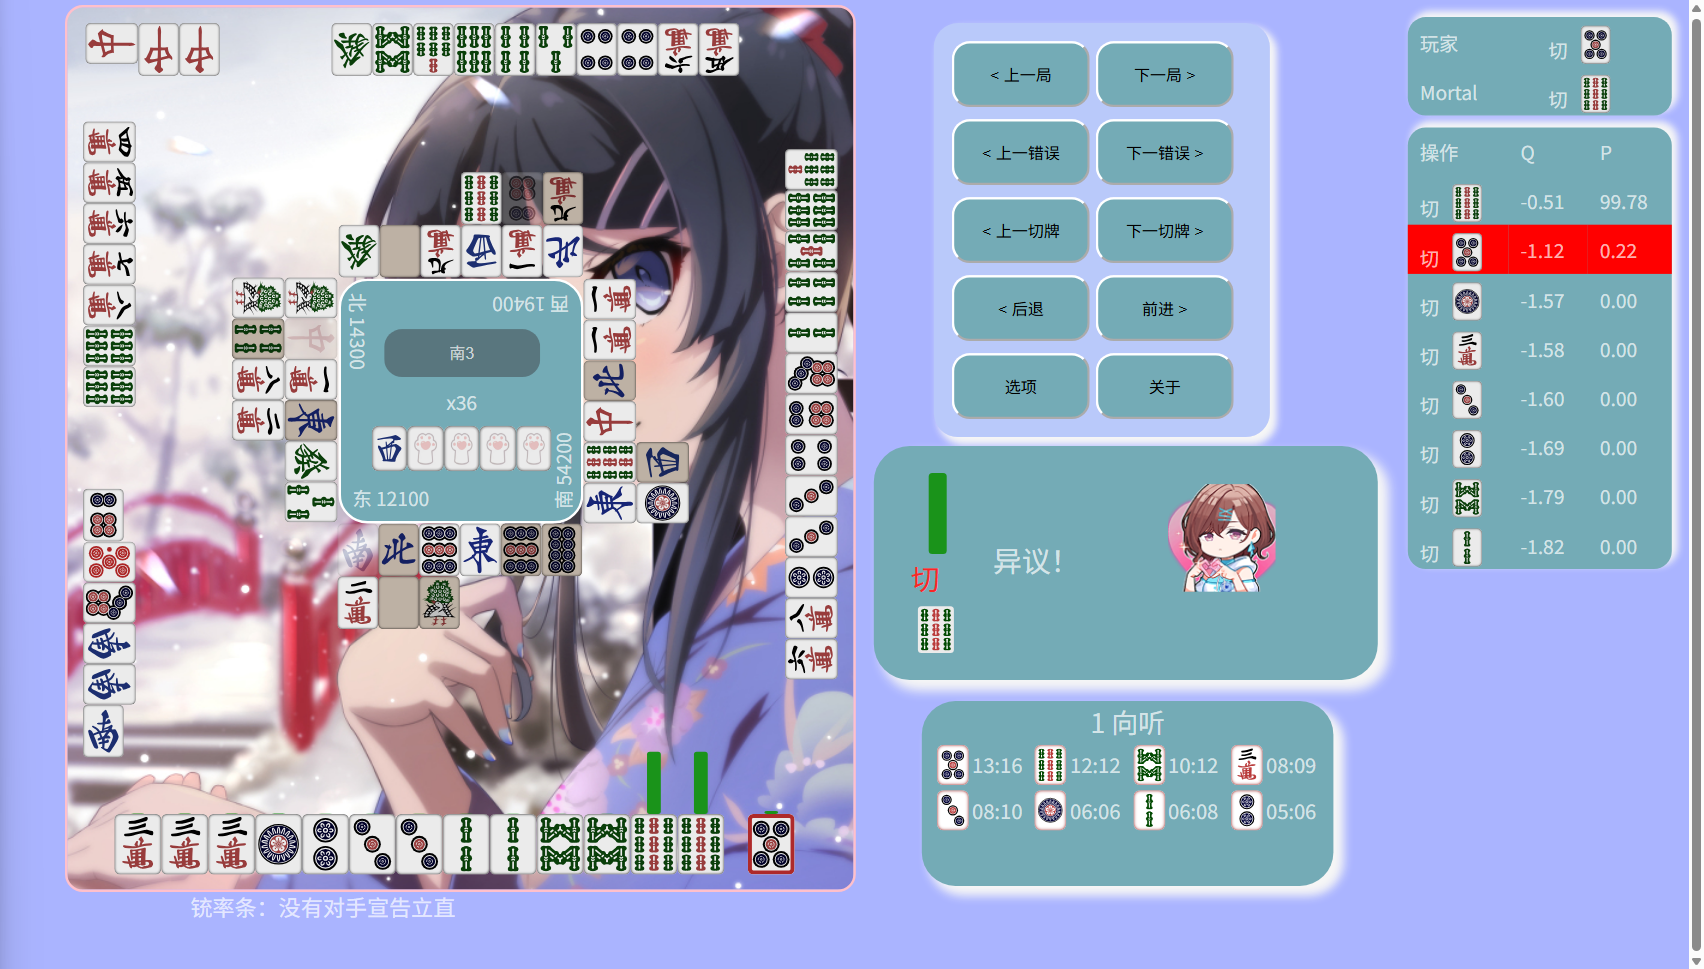 北 14300
西 19400
南3
x36
南 54200
东 12100
铳率条：没有对手宣告立直
< 上一局
下一局 >
< 上一错误
下一错误 >
< 上一切牌
下一切牌 >
< 后退
前进 >
选项
关于
切
异议！
1 向听
13:16 12:12 10:12 08:09
08:10 06:06 06:08 05:06
玩家 切
Mortal 切
操作 Q P
切 -0.51 99.78
切 -1.12 0.22
切 -1.57 0.00
切 -1.58 0.00
切 -1.60 0.00
切 -1.69 0.00
切 -1.79 0.00
切 -1.82 0.00